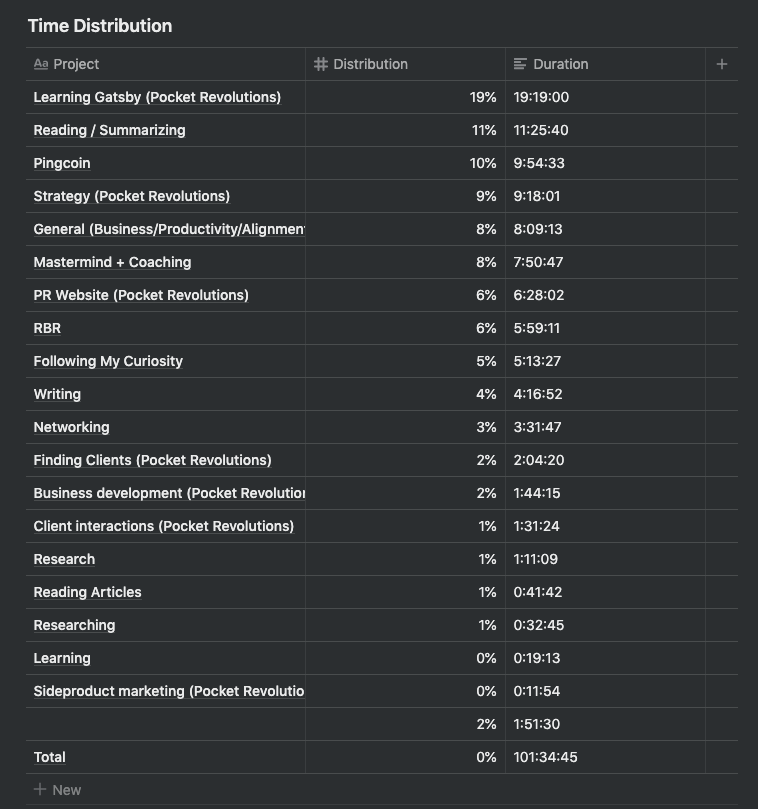 Time Distribution
Aa Project # Distribution Duration +
Learning Gatsby (Pocket Revolutions) 19% 19:19:00
Reading / Summarizing 11% 11:25:40
Pingcoin 10% 9:54:33
Strategy (Pocket Revolutions) 9% 9:18:01
General (Business/Productivity/Alignment 8% 8:09:13
Mastermind + Coaching 8% 7:50:47
PR Website (Pocket Revolutions) 6% 6:28:02
RBR 6% 5:59:11
Following My Curiosity 5% 5:13:27
Writing 4% 4:16:52
Networking 3% 3:31:47
Finding Clients (Pocket Revolutions) 2% 2:04:20
Business development (Pocket Revolution 2% 1:44:15
Client interactions (Pocket Revolutions) 1% 1:31:24
Research 1% 1:11:09
Reading Articles 1% 0:41:42
Researching 1% 0:32:45
Learning 0% 0:19:13
Sideproduct marketing (Pocket Revolutio 0% 0:11:54
2% 1:51:30
Total 0% 101:34:45
+ New